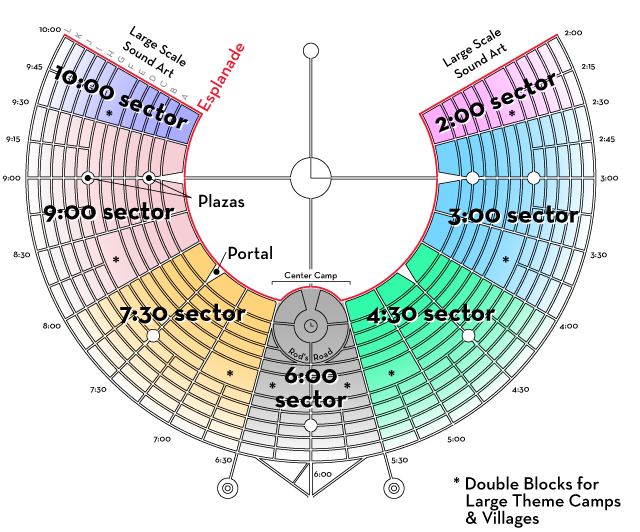 10:00
L K J I H G F E D C B A
Large Scale
Sound Art
Esplanade
Large Scale
Sound Art
2:00
9:45
2:15
9:30
2:30
10:00 sector
*
2:00 sector
*
9:15
2:45
9:00
3:00
Plazas
9:00 sector
3:00 sector
8:30
*
Portal
*
3:30
Center Camp
8:00
7:30 sector
4:30 sector
4:00
Rod's Road
7:30
*
*
6:00
sector
*
*
4:30
7:00
5:00
6:30
6:00
5:30
* Double Blocks for
Large Theme Camps
& Villages